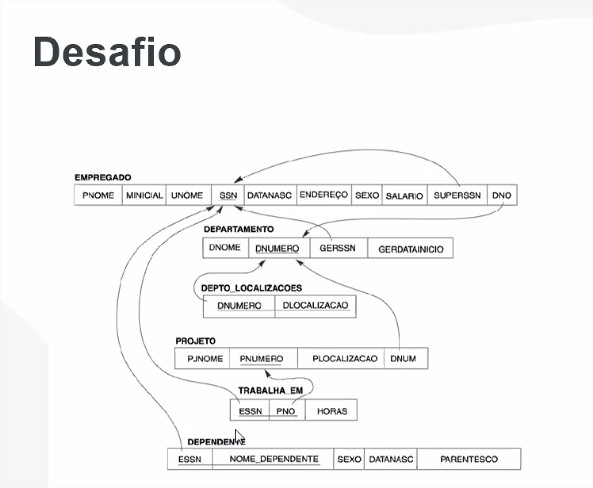 Desafio
EMPREGADO
PNOME MINICIAL UNOME SSN DATANASC ENDEREÇO SEXO SALARIO SUPERSSN DNO
DEPARTAMENTO
DNOME DNUMERO GERSSN GERDATAINICIO
DEPTO_LOCALIZACOES
DNUMERO DLOCALIZACAO
PROJETO
PJNOME PNUMERO PLOCALIZACAO DNUM
TRABALHA_EM
ESSN PNO HORAS
DEPENDENTE
ESSN NOME_DEPENDENTE SEXO DATANASC PARENTESCO